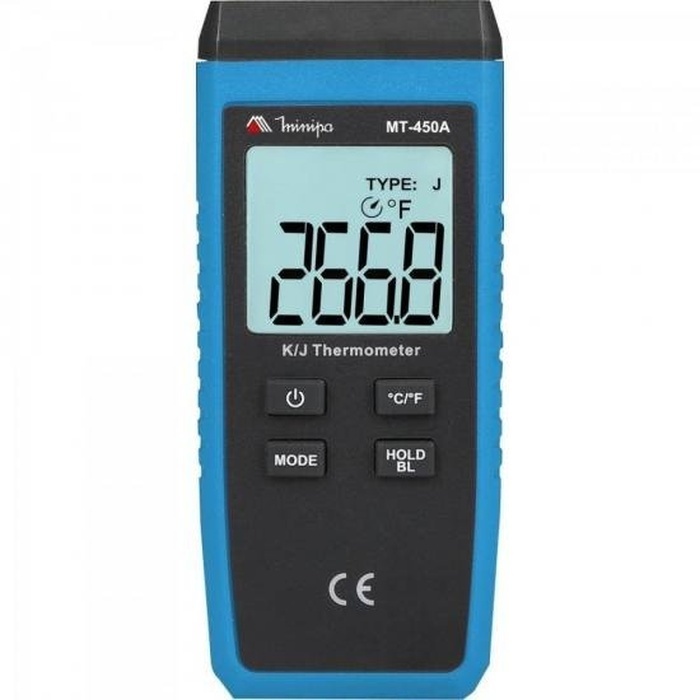 Minipa MT-450A
TYPE: J
°F
266.8
K/J Thermometer
°C/°F
MODE HOLD BL
CE